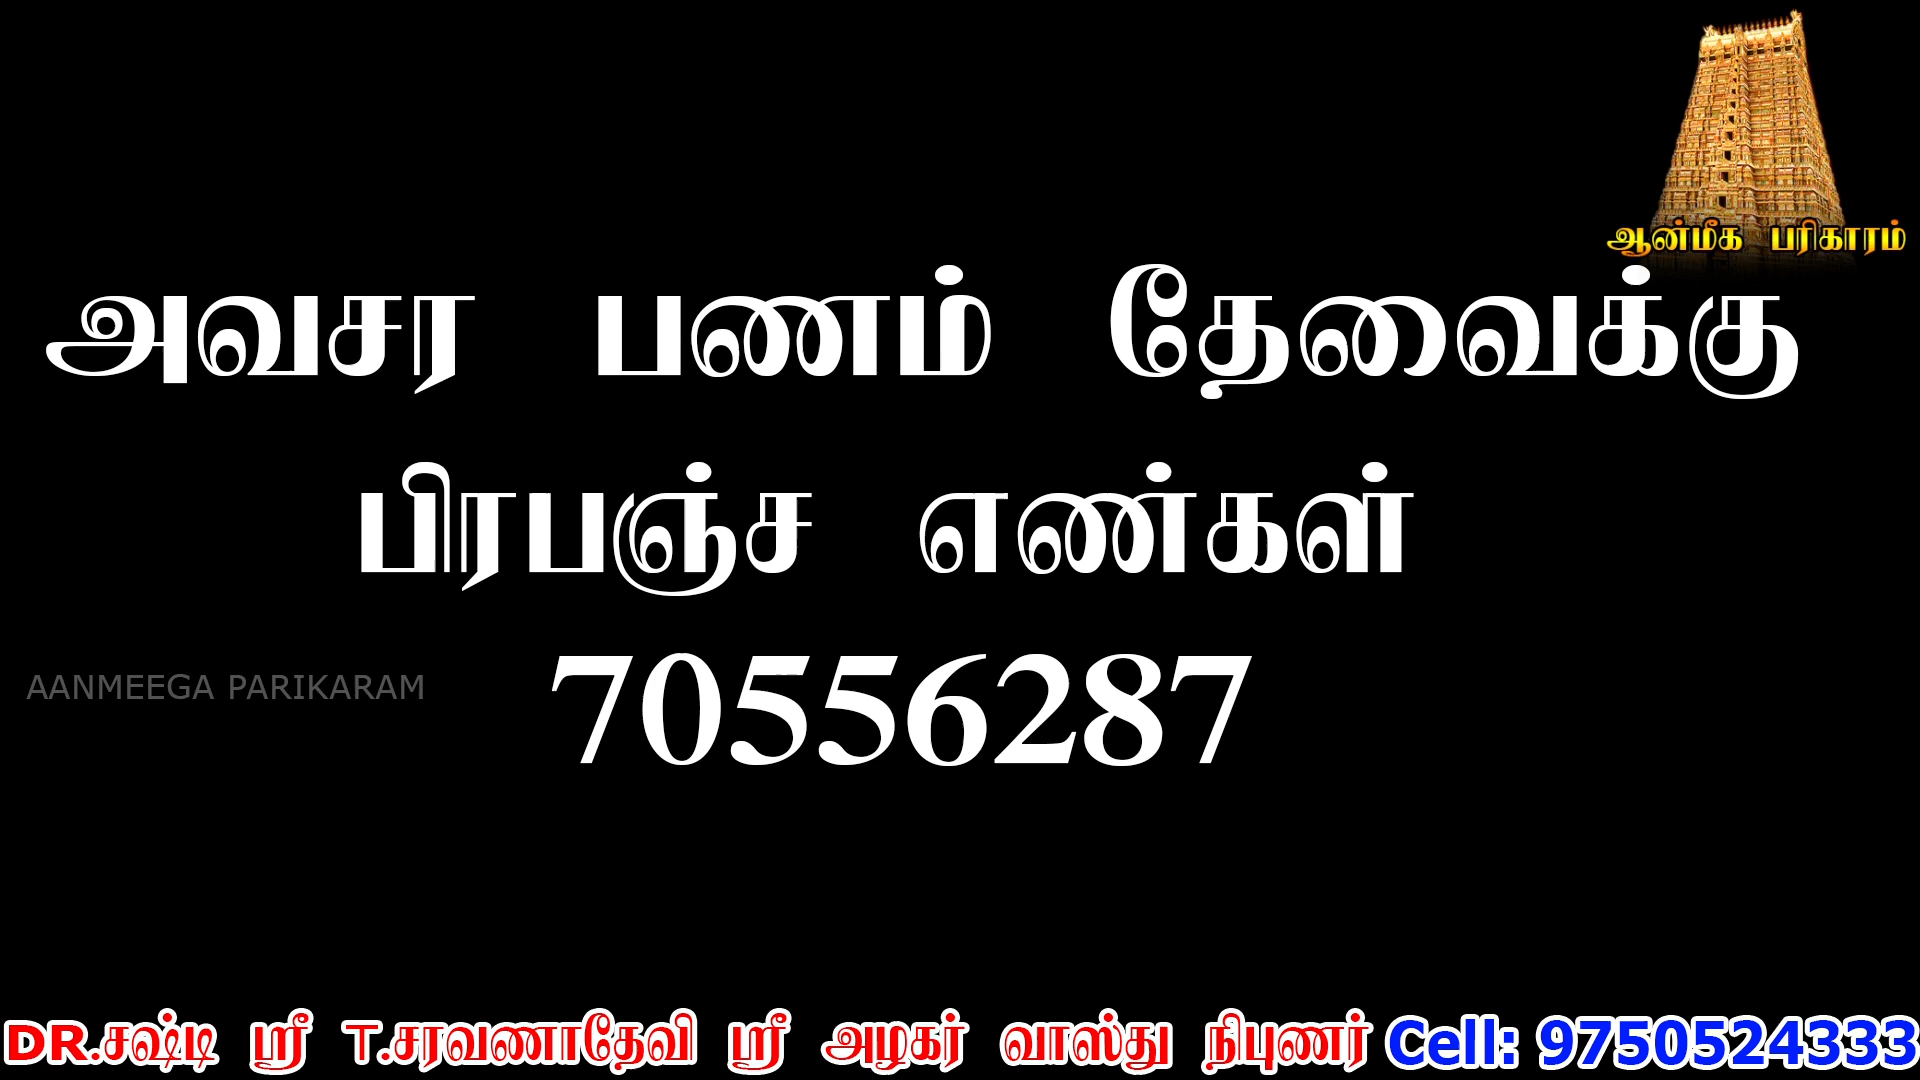 ஆன்மீக பரிகாரம்
அவசர பணம் தேவைக்கு
பிரபஞ்ச எண்கள்
AANMEEGA PARIKARAM
70556287
DR.சஷ்டி ஸ்ரீ T.சரவணாதேவி ஸ்ரீ அழகர் வாஸ்து நிபுணர் Cell: 9750524333